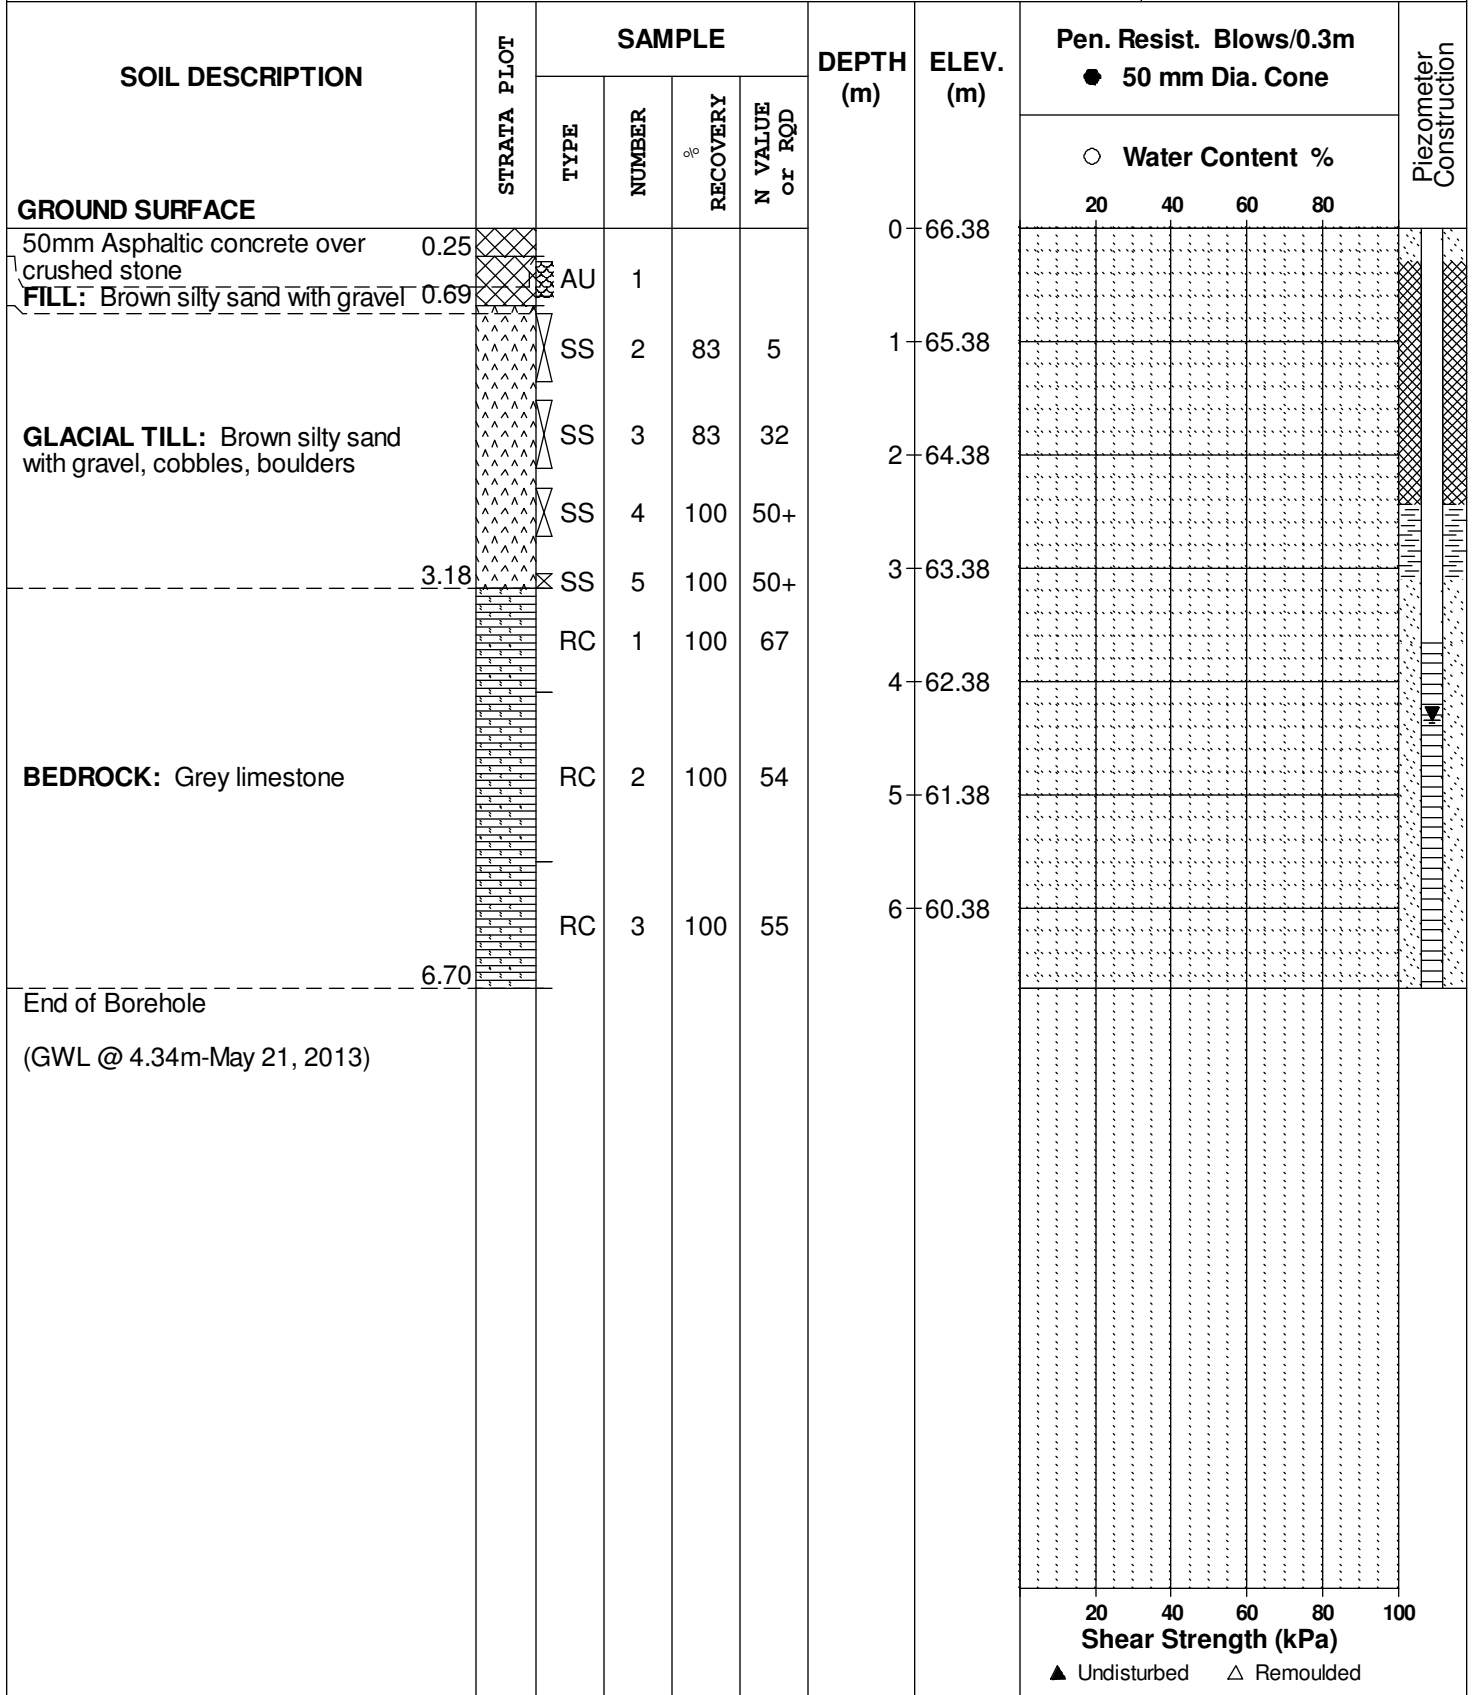 SOIL DESCRIPTION
STRATA PLOT
SAMPLE
TYPE
NUMBER
% RECOVERY
N VALUE or RQD
DEPTH (m)
ELEV. (m)
Pen. Resist. Blows/0.3m
● 50 mm Dia. Cone
○ Water Content %
20 40 60 80
Piezometer Construction
GROUND SURFACE
0 66.38
50mm Asphaltic concrete over 0.25
crushed stone
AU 1
FILL: Brown silty sand with gravel 0.69
SS 2 83 5
1 65.38
GLACIAL TILL: Brown silty sand
with gravel, cobbles, boulders
SS 3 83 32
2 64.38
SS 4 100 50+
3 63.38
3.18
SS 5 100 50+
RC 1 100 67
4 62.38
BEDROCK: Grey limestone
RC 2 100 54
5 61.38
6 60.38
RC 3 100 55
6.70
End of Borehole
(GWL @ 4.34m-May 21, 2013)
20 40 60 80 100
Shear Strength (kPa)
▲ Undisturbed △ Remoulded